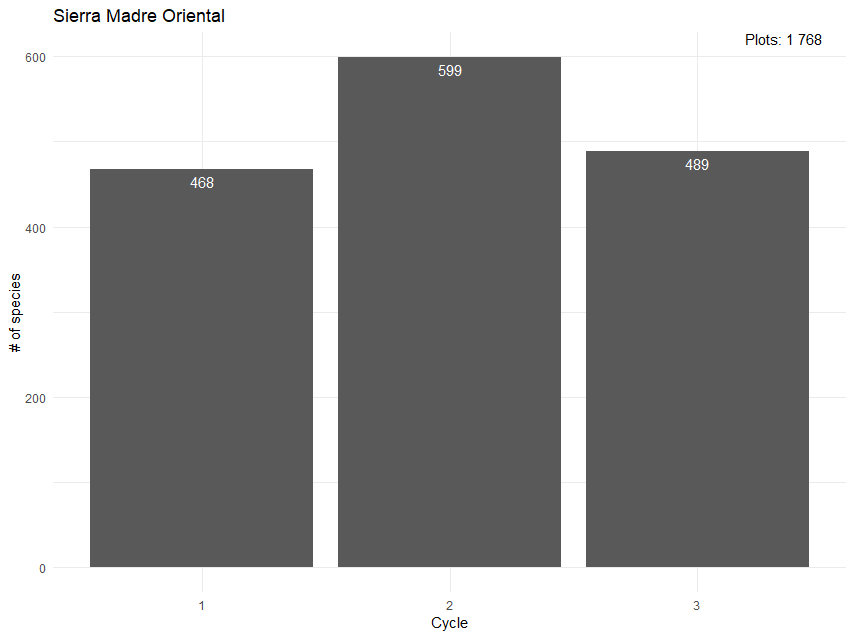 Sierra Madre Oriental
Plots: 1 768
600
599
489
468
400
# of species
200
0
1
2
3
Cycle